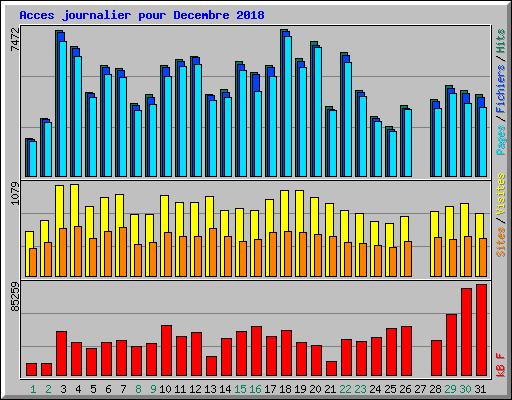 Acces journalier pour Decembre 2018
7472
Pages / Fichiers / Hits
1079
Sites / Visites
85259
kB F
1 2 3 4 5 6 7 8 9 10 11 12 13 14 15 16 17 18 19 20 21 22 23 24 25 26 27 28 29 30 31